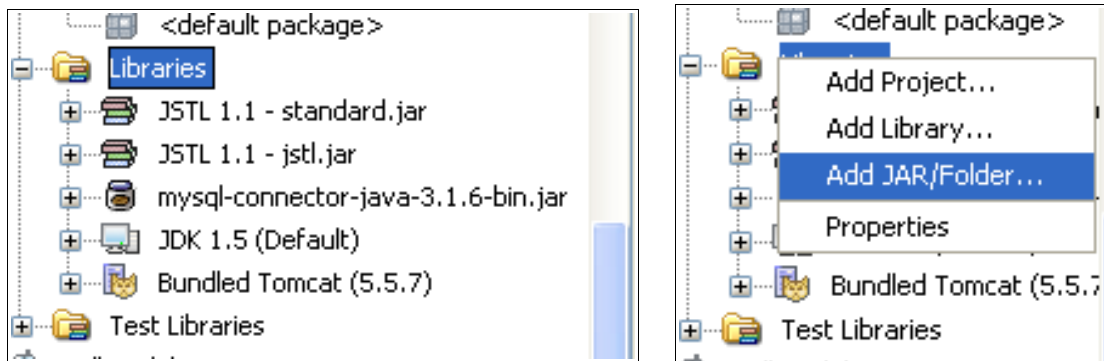 <default package>
Libraries
JSTL 1.1 - standard.jar
JSTL 1.1 - jstl.jar
mysql-connector-java-3.1.6-bin.jar
JDK 1.5 (Default)
Bundled Tomcat (5.5.7)
Test Libraries
<default package>
Add Project...
Add Library...
Add JAR/Folder...
Properties
Bundled Tomcat (5.5.7
Test Libraries